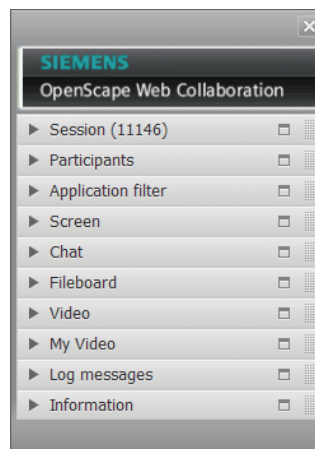 SIEMENS
OpenScape Web Collaboration
Session (11146)
Participants
Application filter
Screen
Chat
Fileboard
Video
My Video
Log messages
Information